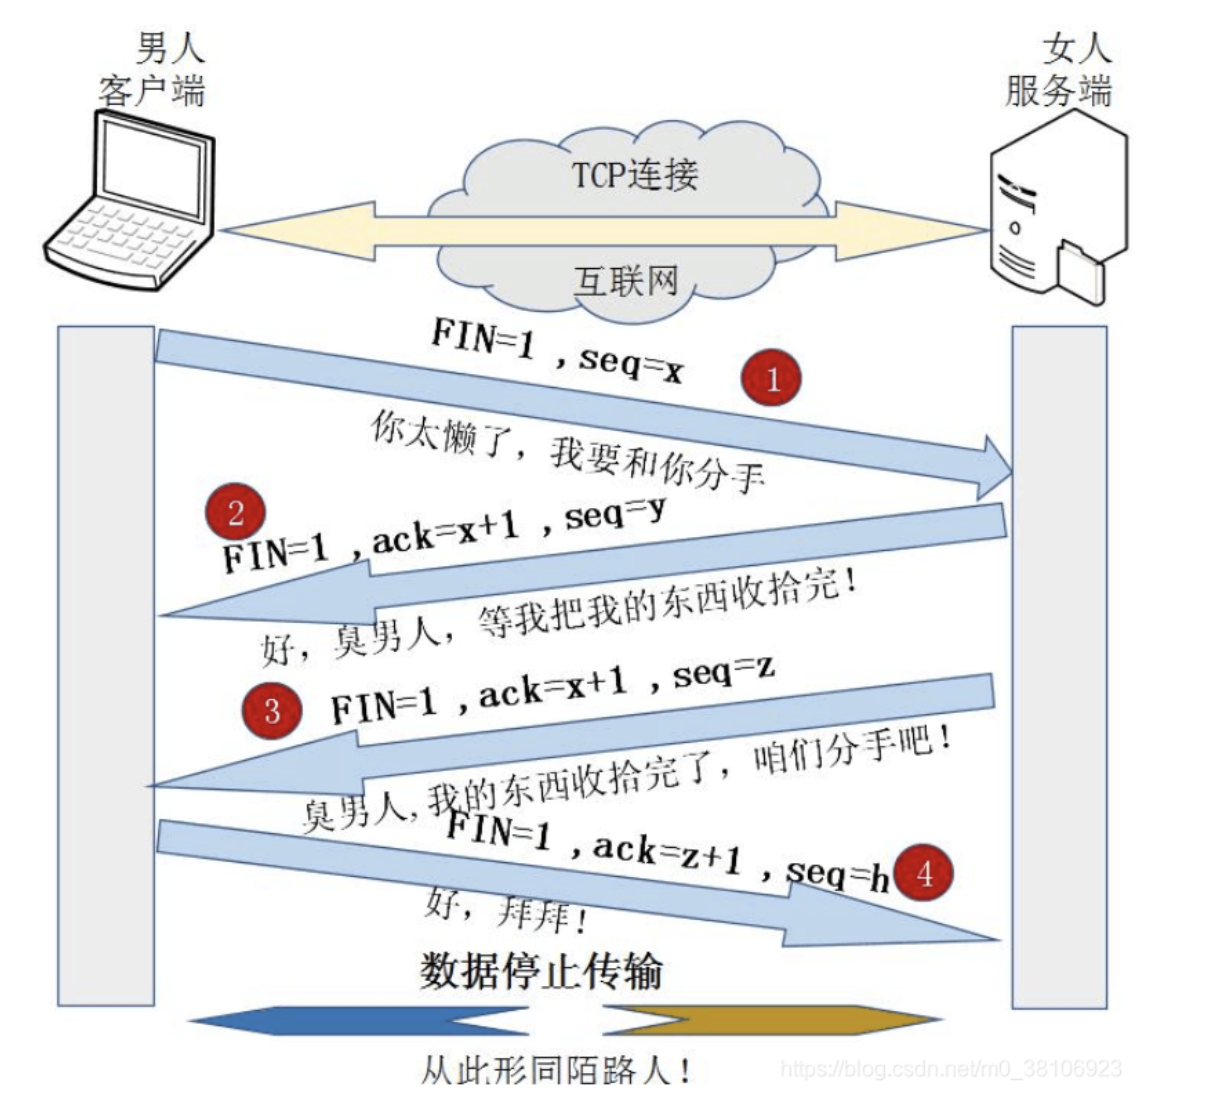 男人
客户端
女人
服务端
TCP连接
互联网
FIN=1 ,seq=x
1
你太懒了，我要和你分手
2
FIN=1 ,ack=x+1 ,seq=y
好，臭男人，等我把我的东西收拾完！
3
FIN=1 ,ack=x+1 ,seq=z
臭男人,我的东西收拾完了，咱们分手吧！
FIN=1 ,ack=z+1 ,seq=h
4
好，拜拜！
数据停止传输
从此形同陌路人！
https://blog.csdn.net/m0_38106923